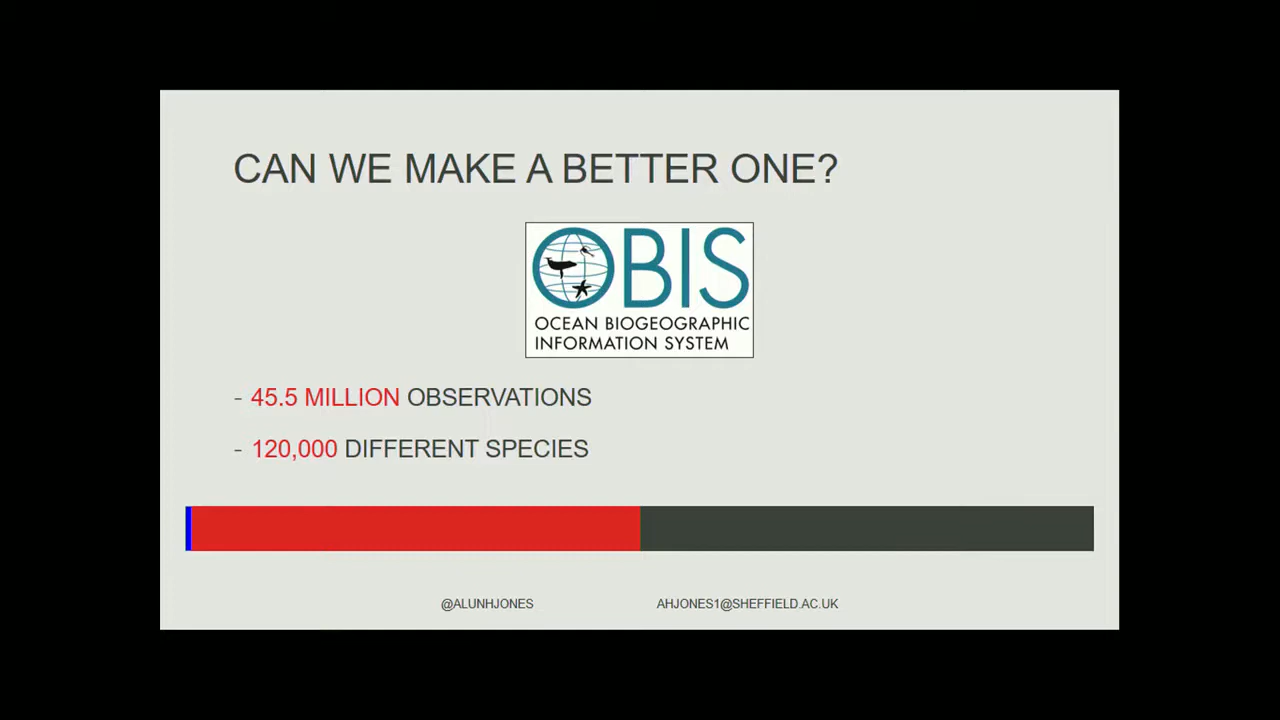 CAN WE MAKE A BETTER ONE?
OBIS
OCEAN BIOGEOGRAPHIC
INFORMATION SYSTEM
- 45.5 MILLION OBSERVATIONS
- 120,000 DIFFERENT SPECIES
@ALUNHJONES AHJONES1@SHEFFIELD.AC.UK